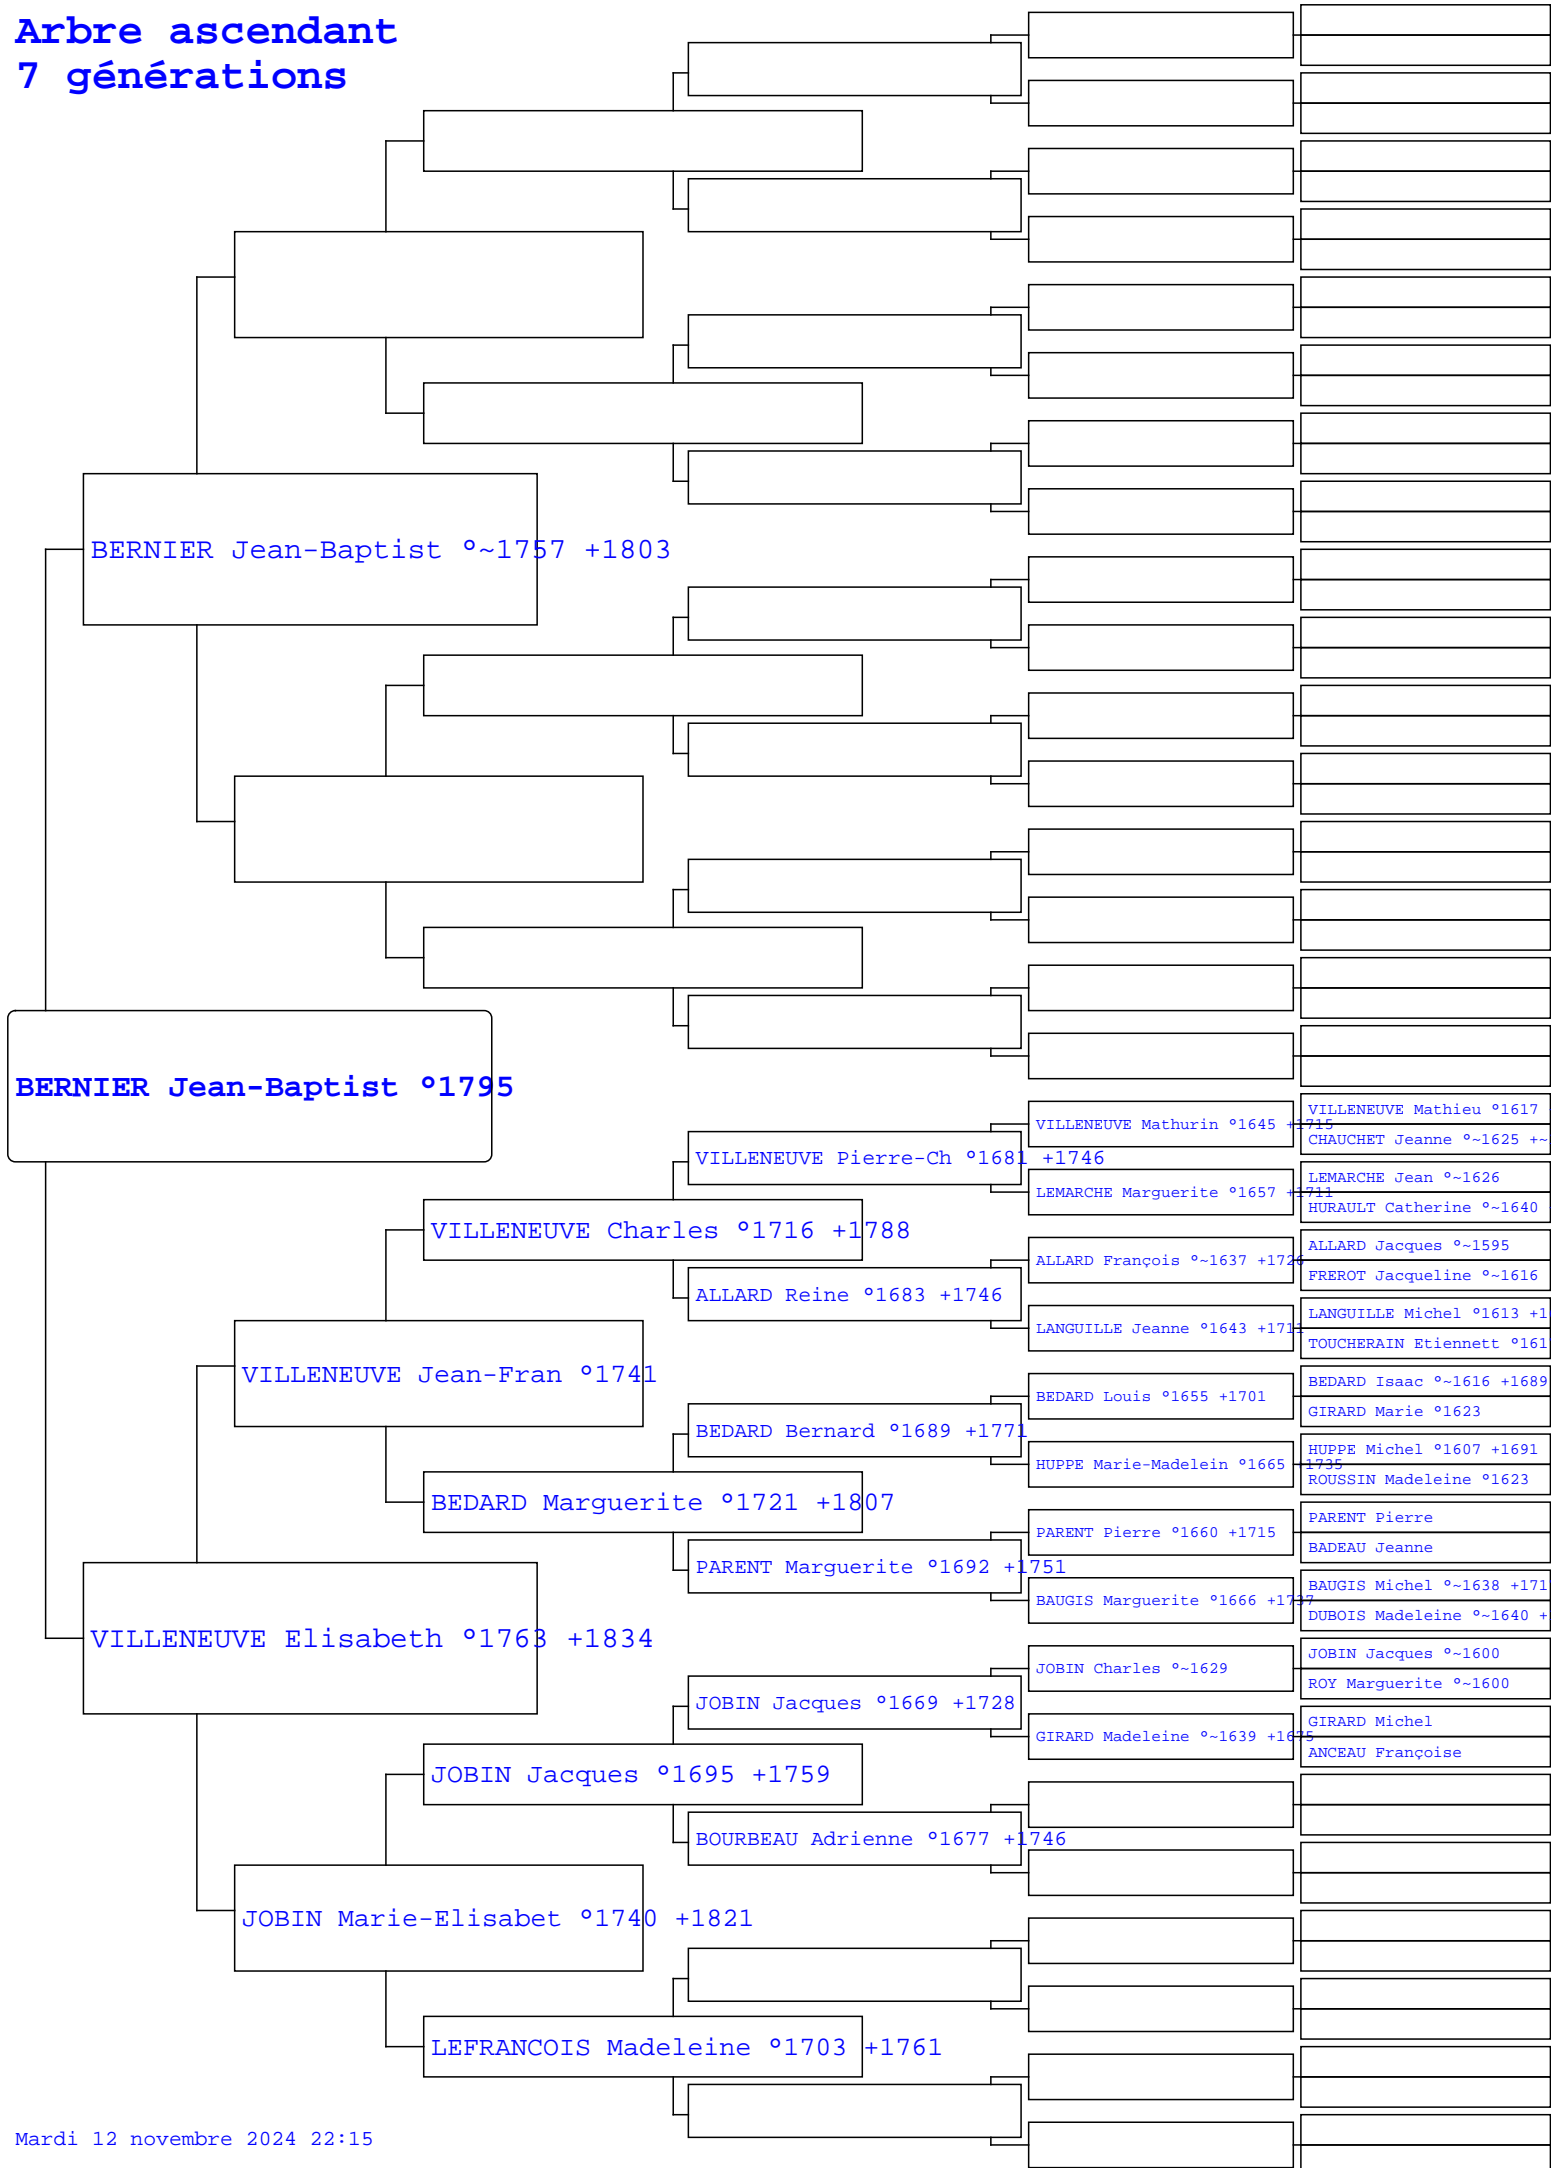 Arbre ascendant
7 générations
BERNIER Jean-Baptist °~1757 +1803
BERNIER Jean-Baptist °1795
VILLENEUVE Mathieu °1617
VILLENEUVE Mathurin °1645 +1715
CHAUCHET Jeanne °~1625 +~
VILLENEUVE Pierre-Ch °1681 +1746
LEMARCHE Jean °~1626
LEMARCHE Marguerite °1657 +1711
HURAULT Catherine °~1640
VILLENEUVE Charles °1716 +1788
ALLARD Jacques °~1595
ALLARD François °~1637 +1726
FREROT Jacqueline °~1616
ALLARD Reine °1683 +1746
LANGUILLE Michel °1613 +1
LANGUILLE Jeanne °1643 +1711
TOUCHERAIN Etiennett °161
VILLENEUVE Jean-Fran °1741
BEDARD Isaac °~1616 +1689
BEDARD Louis °1655 +1701
GIRARD Marie °1623
BEDARD Bernard °1689 +1771
HUPPE Michel °1607 +1691
HUPPE Marie-Madelein °1665 +1735
ROUSSIN Madeleine °1623
BEDARD Marguerite °1721 +1807
PARENT Pierre
PARENT Pierre °1660 +1715
BADEAU Jeanne
PARENT Marguerite °1692 +1751
BAUGIS Michel °~1638 +171
BAUGIS Marguerite °1666 +1737
DUBOIS Madeleine °~1640 +
VILLENEUVE Elisabeth °1763 +1834
JOBIN Jacques °~1600
JOBIN Charles °~1629
ROY Marguerite °~1600
JOBIN Jacques °1669 +1728
GIRARD Michel
GIRARD Madeleine °~1639 +1675
ANCEAU Françoise
JOBIN Jacques °1695 +1759
BOURBEAU Adrienne °1677 +1746
JOBIN Marie-Elisabet °1740 +1821
LEFRANCOIS Madeleine °1703 +1761
Mardi 12 novembre 2024 22:15